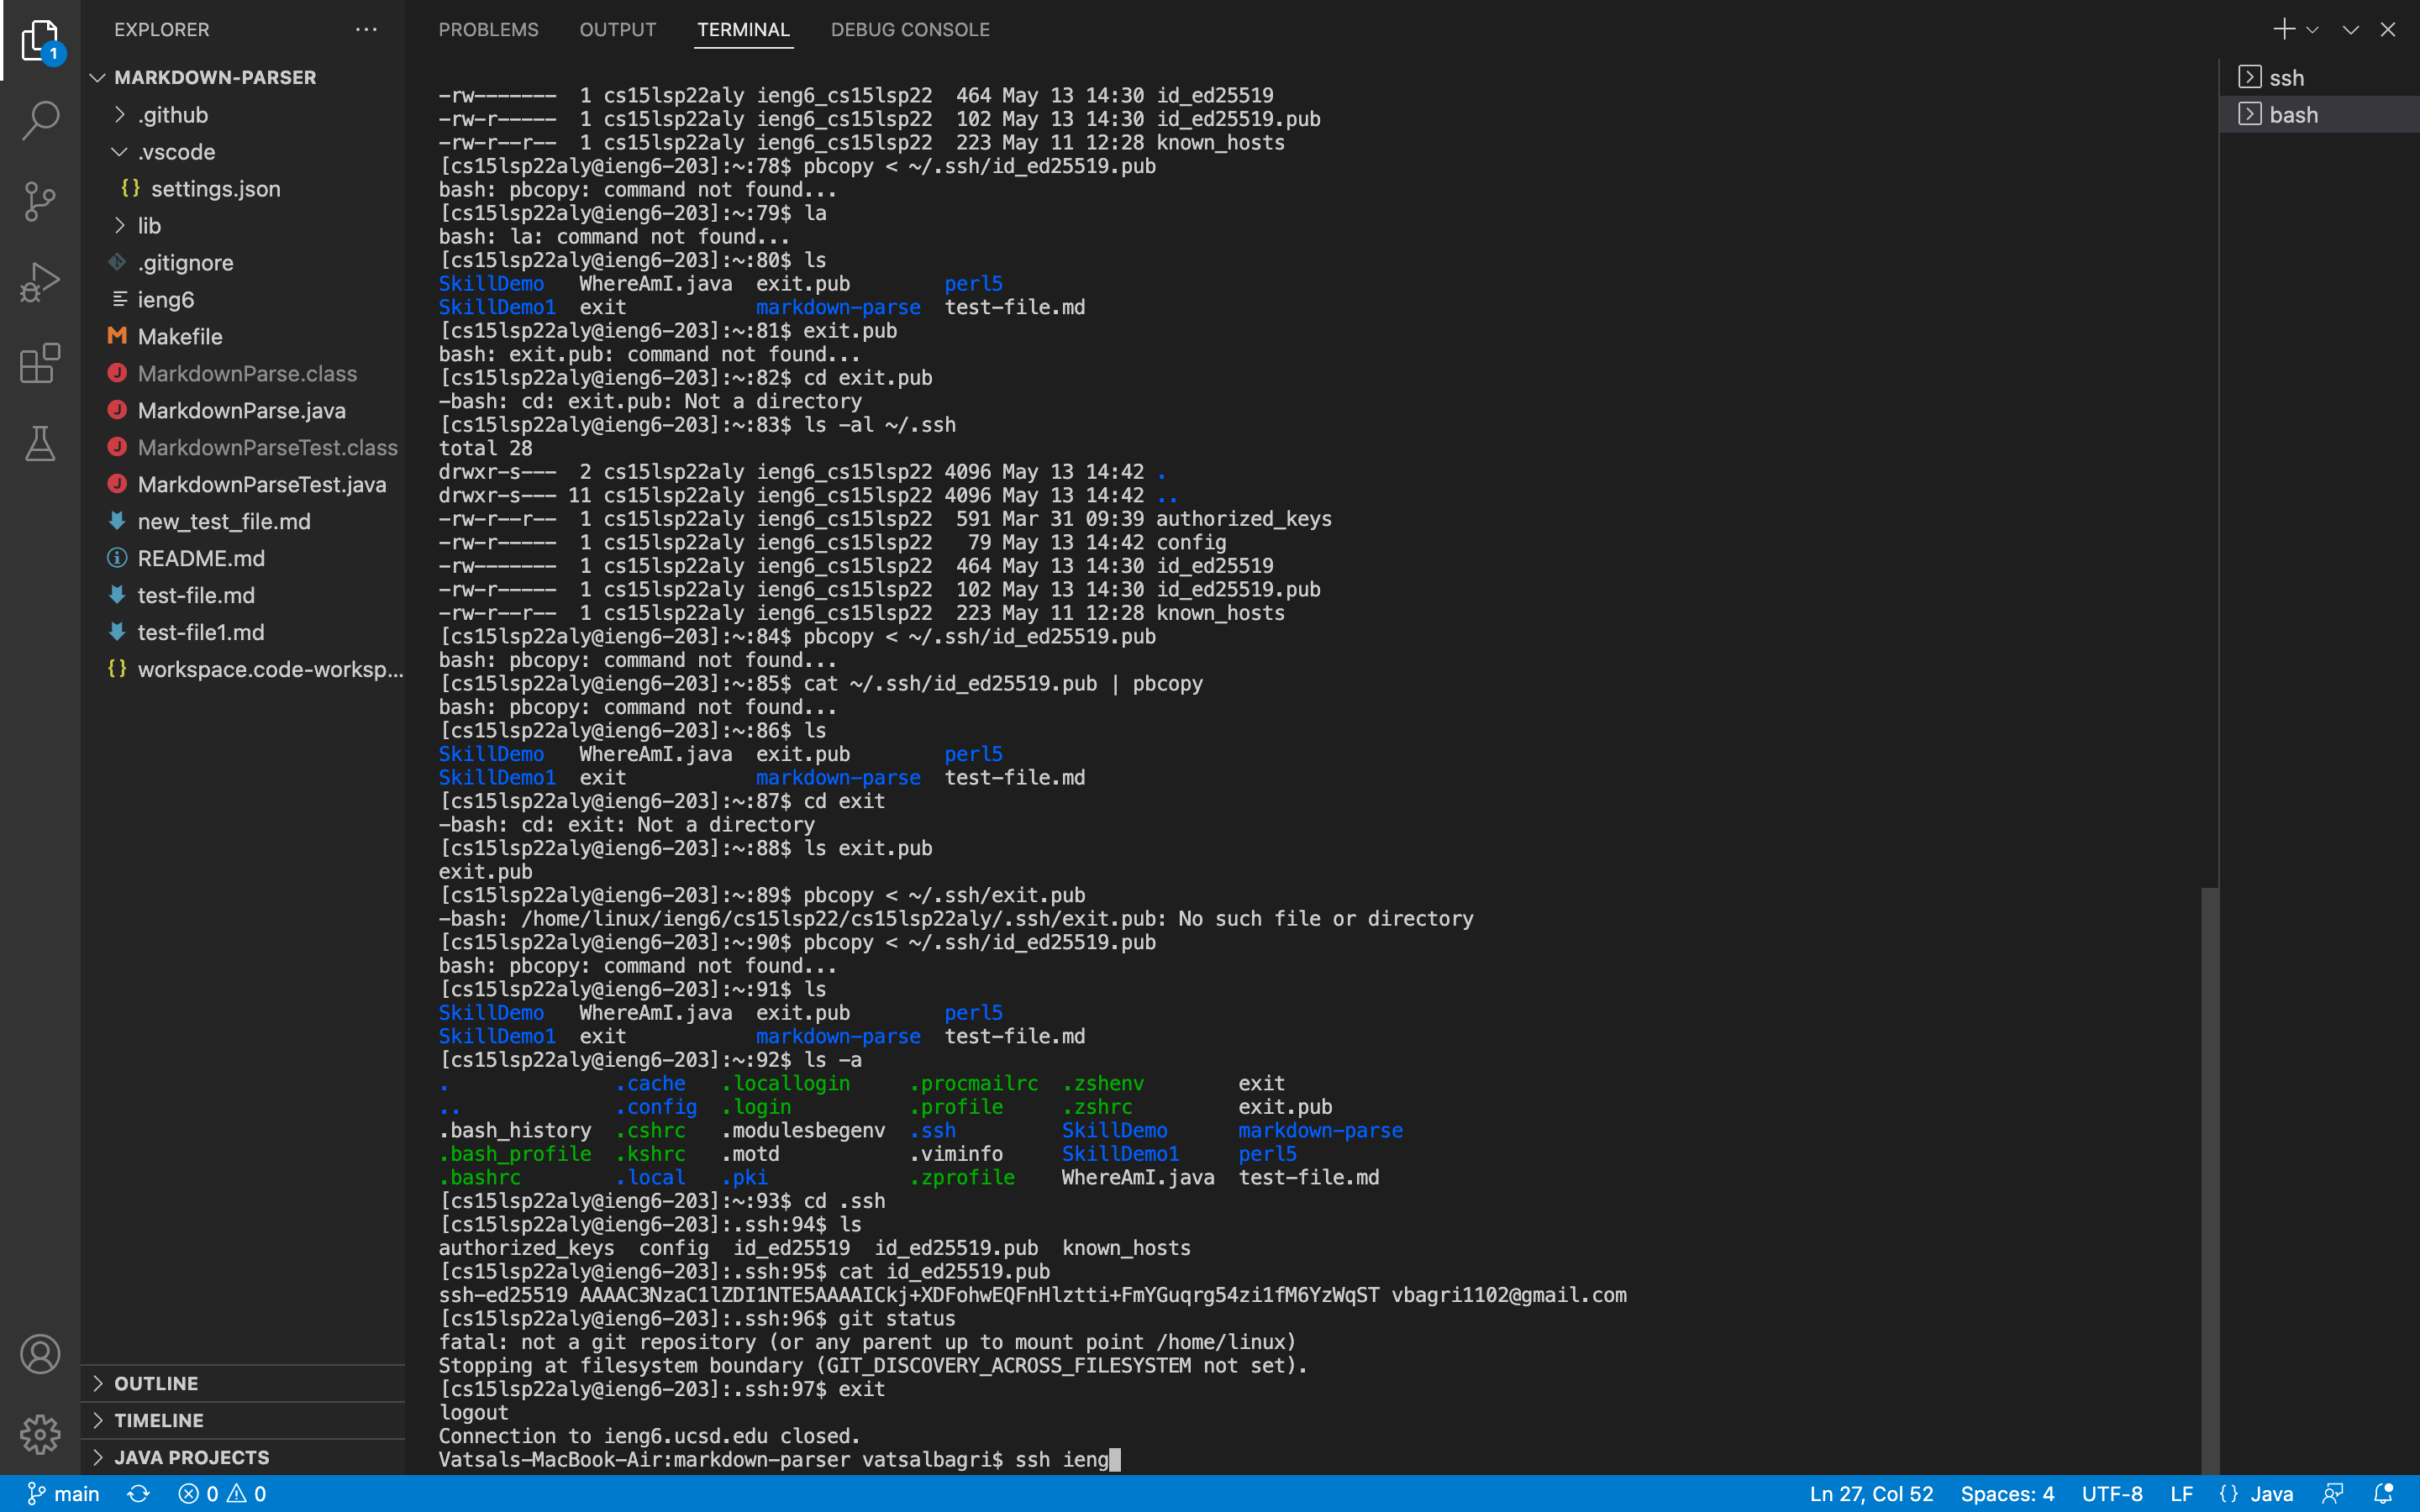 EXPLORER
PROBLEMS OUTPUT TERMINAL DEBUG CONSOLE
1
MARKDOWN-PARSER
.github
.vscode
{} settings.json
lib
.gitignore
ieng6
M Makefile
J MarkdownParse.class
J MarkdownParse.java
J MarkdownParseTest.class
J MarkdownParseTest.java
new_test_file.md
README.md
test-file.md
test-file1.md
{} workspace.code-worksp...
OUTLINE
TIMELINE
JAVA PROJECTS
-rw------- 1 cs15lsp22aly ieng6_cs15lsp22 464 May 13 14:30 id_ed25519
-rw-r----- 1 cs15lsp22aly ieng6_cs15lsp22 102 May 13 14:30 id_ed25519.pub
-rw-r--r-- 1 cs15lsp22aly ieng6_cs15lsp22 223 May 11 12:28 known_hosts
[cs15lsp22aly@ieng6-203]:~:78$ pbcopy < ~/.ssh/id_ed25519.pub
bash: pbcopy: command not found...
[cs15lsp22aly@ieng6-203]:~:79$ la
bash: la: command not found...
[cs15lsp22aly@ieng6-203]:~:80$ ls
SkillDemo WhereAmI.java exit.pub perl5
SkillDemo1 exit markdown-parse test-file.md
[cs15lsp22aly@ieng6-203]:~:81$ exit.pub
bash: exit.pub: command not found...
[cs15lsp22aly@ieng6-203]:~:82$ cd exit.pub
-bash: cd: exit.pub: Not a directory
[cs15lsp22aly@ieng6-203]:~:83$ ls -al ~/.ssh
total 28
drwxr-s--- 2 cs15lsp22aly ieng6_cs15lsp22 4096 May 13 14:42 .
drwxr-s--- 11 cs15lsp22aly ieng6_cs15lsp22 4096 May 13 14:42 ..
-rw-r--r-- 1 cs15lsp22aly ieng6_cs15lsp22 591 Mar 31 09:39 authorized_keys
-rw-r----- 1 cs15lsp22aly ieng6_cs15lsp22 79 May 13 14:42 config
-rw------- 1 cs15lsp22aly ieng6_cs15lsp22 464 May 13 14:30 id_ed25519
-rw-r----- 1 cs15lsp22aly ieng6_cs15lsp22 102 May 13 14:30 id_ed25519.pub
-rw-r--r-- 1 cs15lsp22aly ieng6_cs15lsp22 223 May 11 12:28 known_hosts
[cs15lsp22aly@ieng6-203]:~:84$ pbcopy < ~/.ssh/id_ed25519.pub
bash: pbcopy: command not found...
[cs15lsp22aly@ieng6-203]:~:85$ cat ~/.ssh/id_ed25519.pub | pbcopy
bash: pbcopy: command not found...
[cs15lsp22aly@ieng6-203]:~:86$ ls
SkillDemo WhereAmI.java exit.pub perl5
SkillDemo1 exit markdown-parse test-file.md
[cs15lsp22aly@ieng6-203]:~:87$ cd exit
-bash: cd: exit: Not a directory
[cs15lsp22aly@ieng6-203]:~:88$ ls exit.pub
exit.pub
[cs15lsp22aly@ieng6-203]:~:89$ pbcopy < ~/.ssh/exit.pub
-bash: /home/linux/ieng6/cs15lsp22/cs15lsp22aly/.ssh/exit.pub: No such file or directory
[cs15lsp22aly@ieng6-203]:~:90$ pbcopy < ~/.ssh/id_ed25519.pub
bash: pbcopy: command not found...
[cs15lsp22aly@ieng6-203]:~:91$ ls
SkillDemo WhereAmI.java exit.pub perl5
SkillDemo1 exit markdown-parse test-file.md
[cs15lsp22aly@ieng6-203]:~:92$ ls -a
. .cache .locallogin .procmailrc .zshenv exit
.. .config .login .profile .zshrc exit.pub
.bash_history .cshrc .modulesbegenv .ssh SkillDemo markdown-parse
.bash_profile .kshrc .motd .viminfo SkillDemo1 perl5
.bashrc .local .pki .zprofile WhereAmI.java test-file.md
[cs15lsp22aly@ieng6-203]:~:93$ cd .ssh
[cs15lsp22aly@ieng6-203]:.ssh:94$ ls
authorized_keys config id_ed25519 id_ed25519.pub known_hosts
[cs15lsp22aly@ieng6-203]:.ssh:95$ cat id_ed25519.pub
ssh-ed25519 AAAAC3NzaC1lZDI1NTE5AAAAICkj+XDFohwEQFnHlztti+FmYGuqrg54zi1fM6YzWqST vbagri1102@gmail.com
[cs15lsp22aly@ieng6-203]:.ssh:96$ git status
fatal: not a git repository (or any parent up to mount point /home/linux)
Stopping at filesystem boundary (GIT_DISCOVERY_ACROSS_FILESYSTEM not set).
[cs15lsp22aly@ieng6-203]:.ssh:97$ exit
logout
Connection to ieng6.ucsd.edu closed.
Vatsals-MacBook-Air:markdown-parser vatsalbagri$ ssh ieng
ssh
bash
main 0 0 Ln 27, Col 52 Spaces: 4 UTF-8 LF {} Java